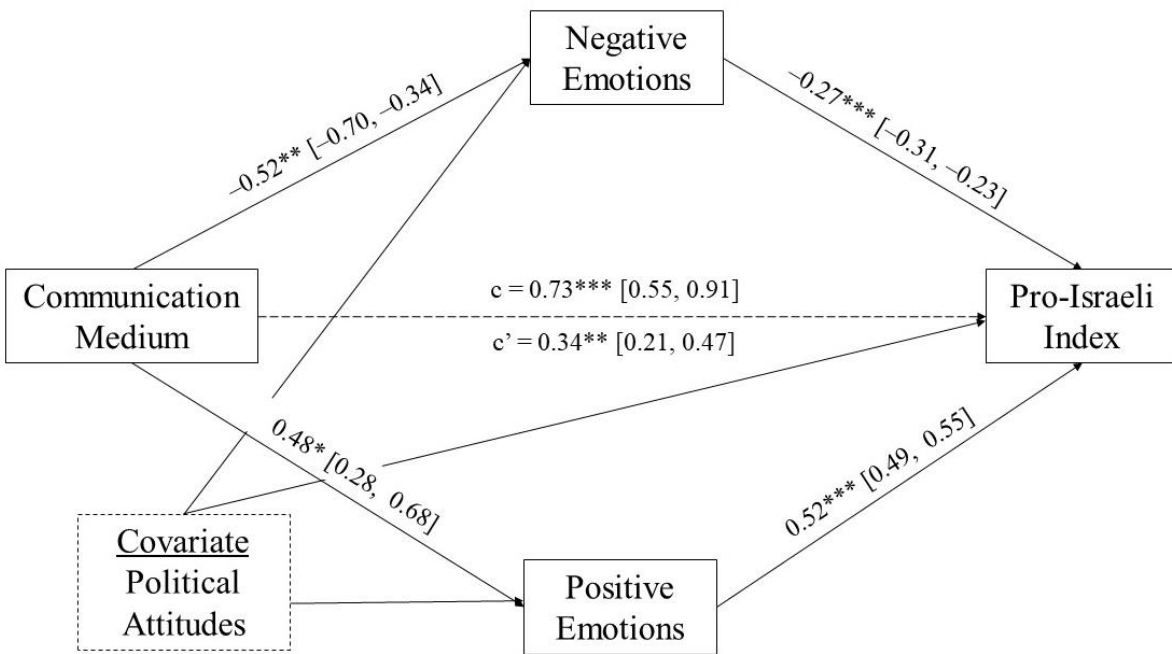 Negative
Emotions
–0.52** [–0.70, –0.34]
–0.27*** [–0.31, –0.23]
Communication
Medium
c = 0.73*** [0.55, 0.91]
c’ = 0.34** [0.21, 0.47]
Pro-Israeli
Index
0.48* [0.28, 0.68]
0.52*** [0.49, 0.55]
Covariate
Political
Attitudes
Positive
Emotions